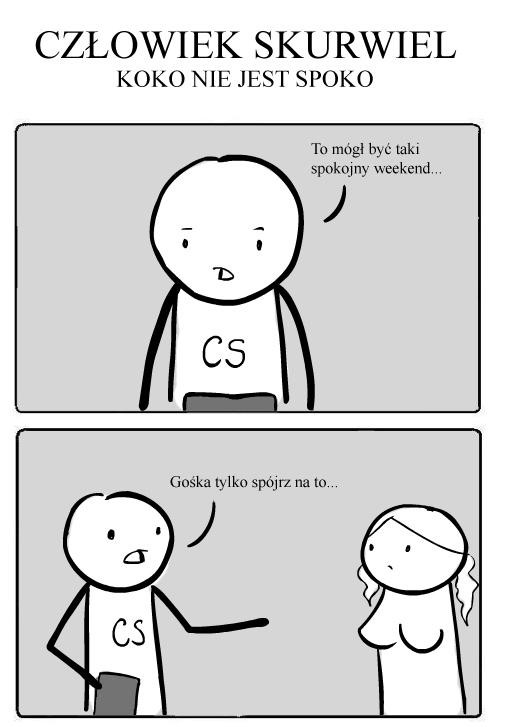 CZŁOWIEK SKURWIEL
KOKO NIE JEST SPOKO
To mógł być taki
spokojny weekend...
CS
Gośka tylko spójrz na to...
CS